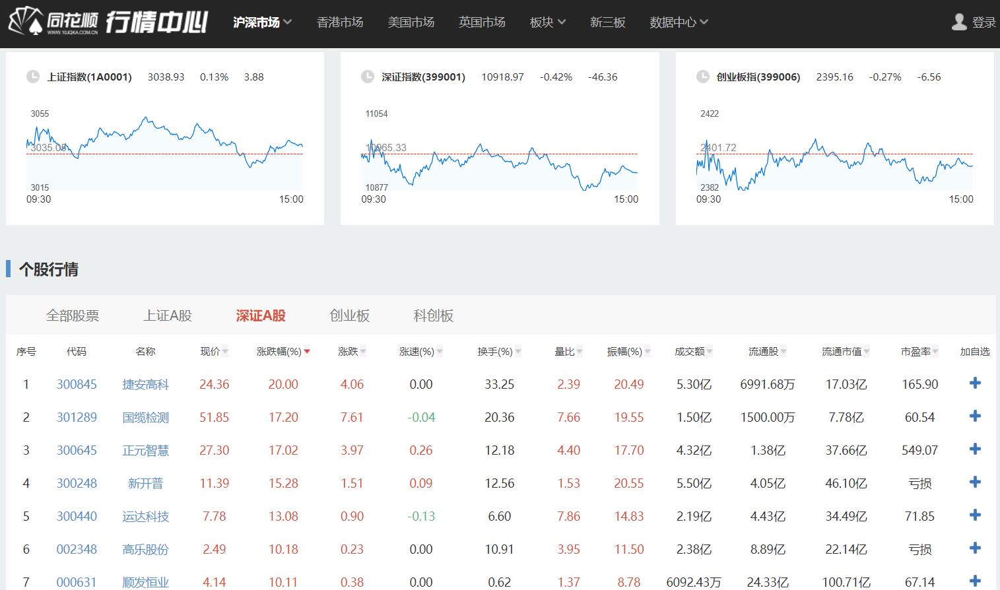 同花顺 行情中心 沪深市场 香港市场 美国市场 英国市场 板块 新三板 数据中心 登录
WWW.10JQKA.COM.CN
上证指数(1A0001) 3038.93 0.13% 3.88
3055
3035.05
3015
09:30 15:00
深证指数(399001) 10918.97 -0.42% -46.36
11054
10965.33
10877
09:30 15:00
创业板指(399006) 2395.16 -0.27% -6.56
2422
2401.72
2382
09:30 15:00
个股行情
全部股票 上证A股 深证A股 创业板 科创板
序号 代码 名称 现价 涨跌幅(%) 涨跌 涨速(%) 换手(%) 量比 振幅(%) 成交额 流通股 流通市值 市盈率 加自选
1 300845 捷安高科 24.36 20.00 4.06 0.00 33.25 2.39 20.49 5.30亿 6991.68万 17.03亿 165.90
2 301289 国缆检测 51.85 17.20 7.61 -0.04 20.36 7.66 19.55 1.50亿 1500.00万 7.78亿 60.54
3 300645 正元智慧 27.30 17.02 3.97 0.26 12.18 4.40 17.70 4.32亿 1.38亿 37.66亿 549.07
4 300248 新开普 11.39 15.28 1.51 0.09 12.56 1.53 20.55 5.50亿 4.05亿 46.10亿 亏损
5 300440 运达科技 7.78 13.08 0.90 -0.13 6.60 7.86 14.83 2.19亿 4.43亿 34.49亿 71.85
6 002348 高乐股份 2.49 10.18 0.23 0.00 10.91 3.95 11.50 2.38亿 8.89亿 22.14亿 亏损
7 000631 顺发恒业 4.14 10.11 0.38 0.00 0.62 1.37 8.78 6092.43万 24.33亿 100.71亿 67.14